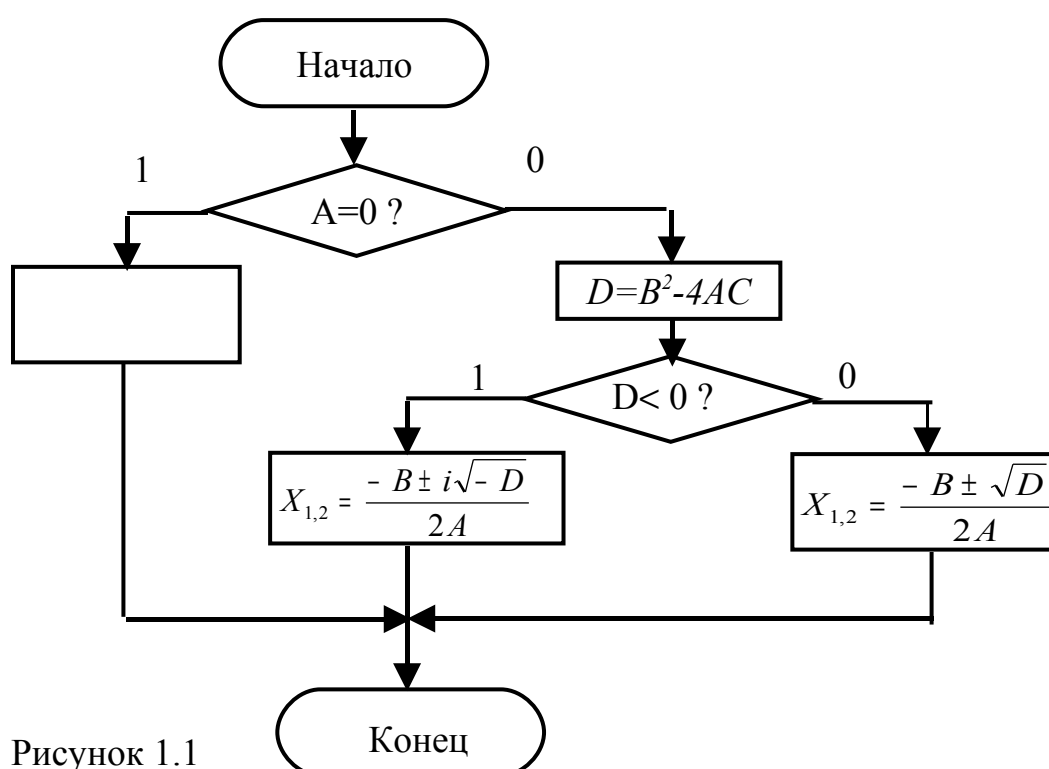 Начало
1
0
A=0 ?
D=B²-4AC
1
0
D< 0 ?
X₁,₂ = (- B ± i√(- D)) / 2A
X₁,₂ = (- B ± √D) / 2A
Конец
Рисунок 1.1